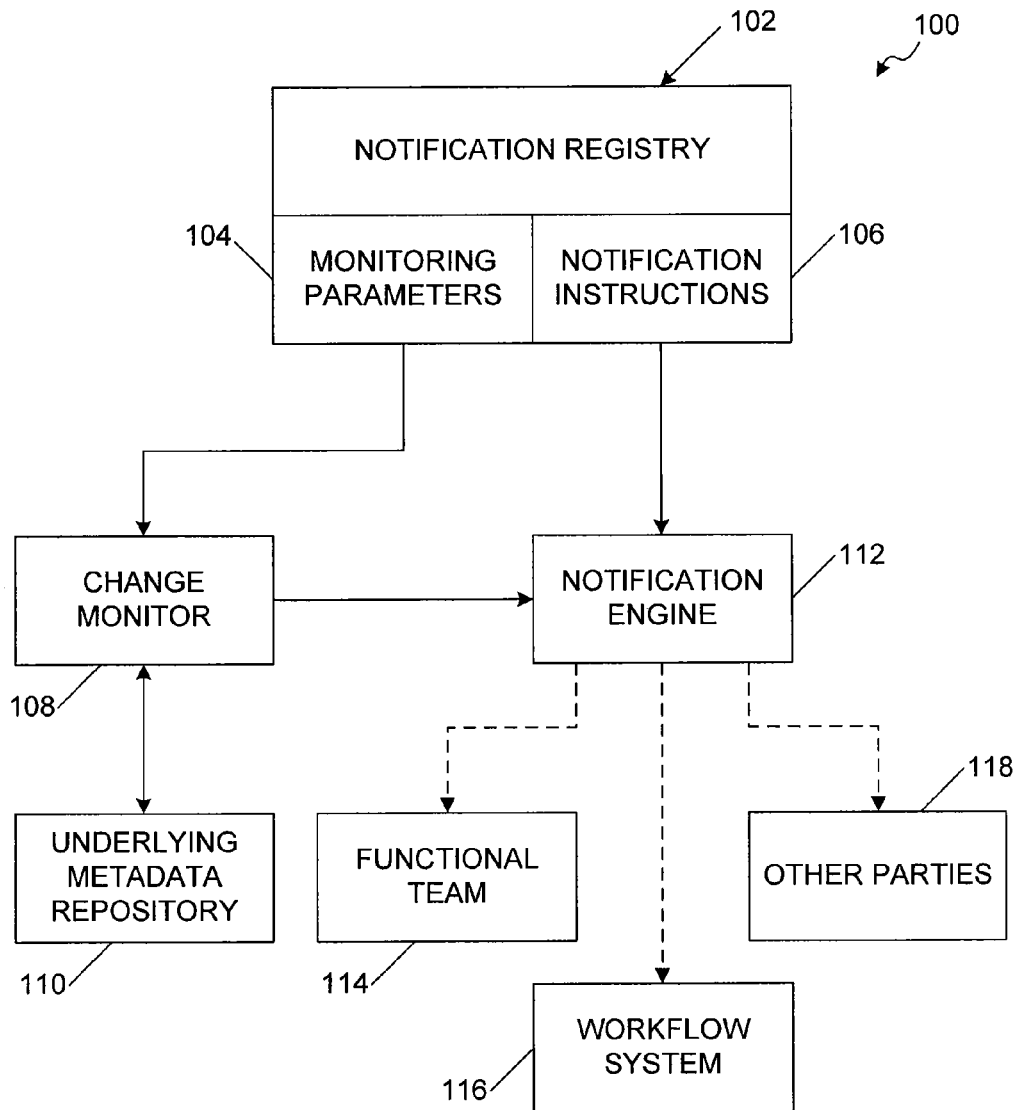 102
100
NOTIFICATION REGISTRY
104
MONITORING
PARAMETERS
NOTIFICATION
INSTRUCTIONS
106
CHANGE
MONITOR
108
NOTIFICATION
ENGINE
112
UNDERLYING
METADATA
REPOSITORY
110
FUNCTIONAL
TEAM
114
118
OTHER PARTIES
WORKFLOW
SYSTEM
116